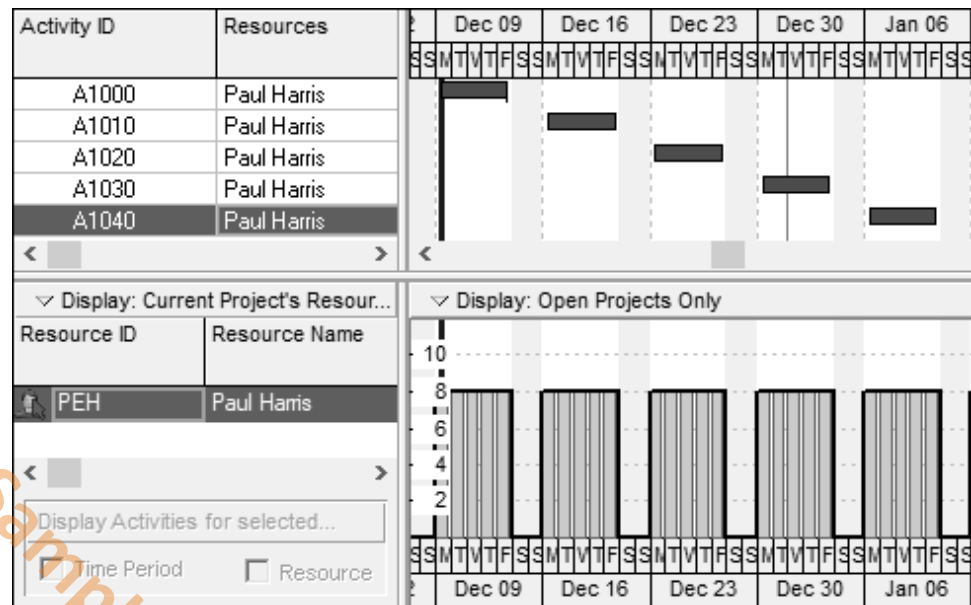 Activity ID Resources Dec 09 Dec 16 Dec 23 Dec 30 Jan 06
S S M T W T F S S M T W T F S S M T W T F S S M T W T F S S M T W T F S S
A1000 Paul Harris
A1010 Paul Harris
A1020 Paul Harris
A1030 Paul Harris
A1040 Paul Harris
Display: Current Project's Resour... Display: Open Projects Only
Resource ID Resource Name
10
PEH Paul Harris
8
6
4
2
Display Activities for selected...
Time Period Resource
S S M T W T F S S M T W T F S S M T W T F S S M T W T F S S M T W T F S S
Dec 09 Dec 16 Dec 23 Dec 30 Jan 06
Sample